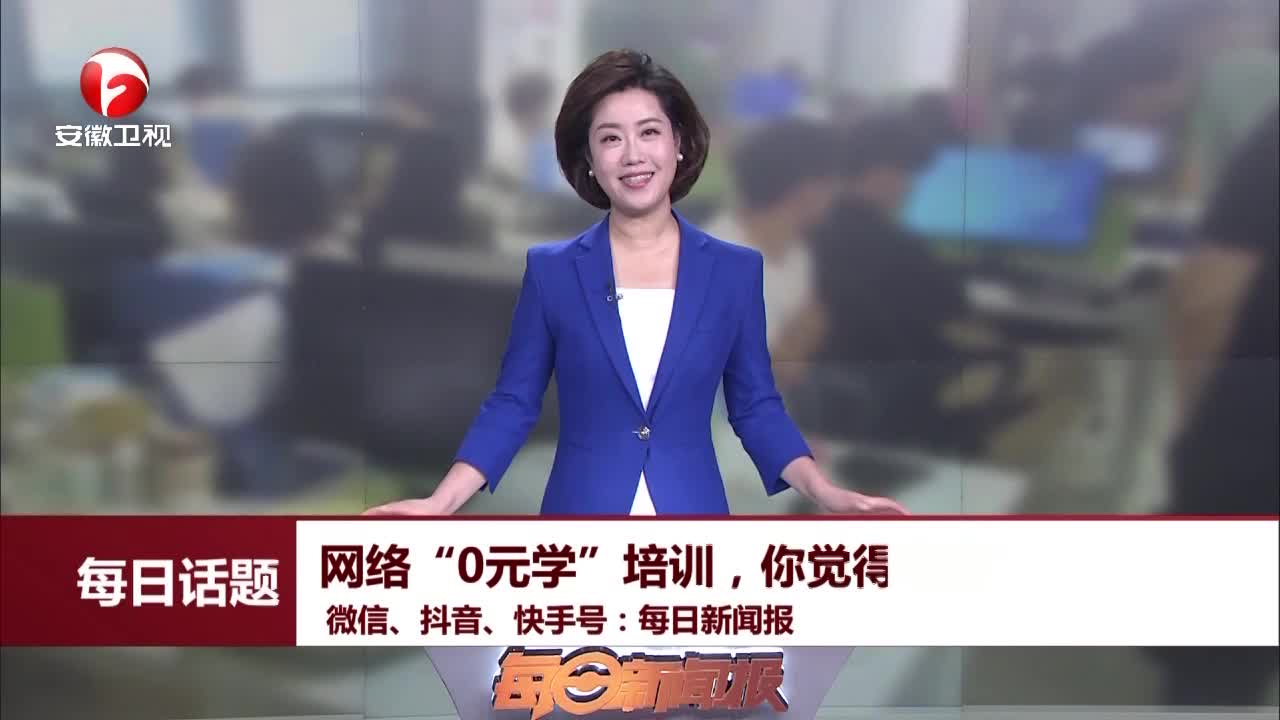 安徽卫视
每日话题
网络“0元学”培训，你觉得
微信、抖音、快手号：每日新闻报
每日新闻报